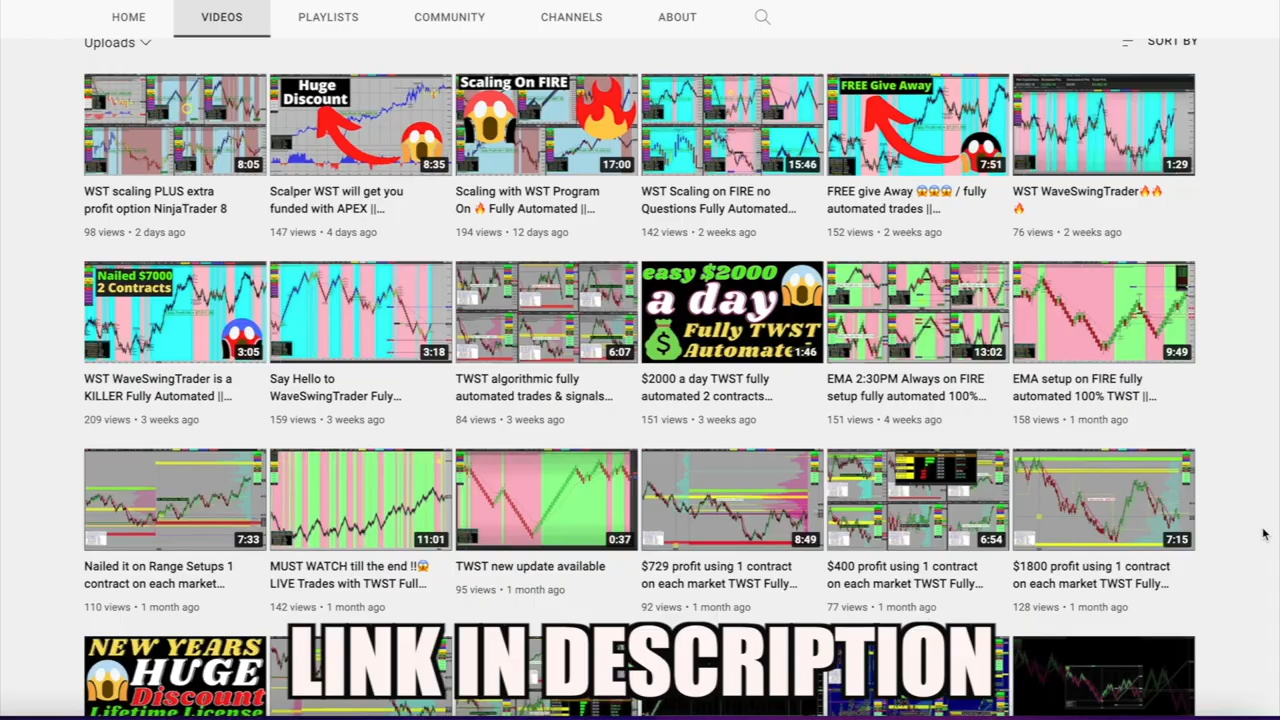 HOME VIDEOS PLAYLISTS COMMUNITY CHANNELS ABOUT
Uploads SORT BY
Huge
Discount
Scaling On FIRE
FREE Give Away
8:05 8:35 17:00 15:46 7:51 1:29
WST scaling PLUS extra
profit option NinjaTrader 8
98 views • 2 days ago
Scalper WST will get you
funded with APEX ||...
147 views • 4 days ago
Scaling with WST Program
On 🔥 Fully Automated ||...
194 views • 12 days ago
WST Scaling on FIRE no
Questions Fully Automated...
142 views • 2 weeks ago
FREE give Away 😱😱😱 / fully
automated trades ||...
152 views • 2 weeks ago
WST WaveSwingTrader🔥🔥
🔥
76 views • 2 weeks ago
Nailed $7000
2 Contracts
easy $2000
a day
Fully TWST
Automate
3:05 3:18 6:07 1:46 13:02 9:49
WST WaveSwingTrader is a
KILLER Fully Automated ||...
209 views • 3 weeks ago
Say Hello to
WaveSwingTrader Fuly...
159 views • 3 weeks ago
TWST algorithmic fully
automated trades & signals...
84 views • 3 weeks ago
$2000 a day TWST fully
automated 2 contracts...
151 views • 3 weeks ago
EMA 2:30PM Always on FIRE
setup fully automated 100%...
151 views • 4 weeks ago
EMA setup on FIRE fully
automated 100% TWST ||...
158 views • 1 month ago
7:33 11:01 0:37 8:49 6:54 7:15
Nailed it on Range Setups 1
contract on each market...
110 views • 1 month ago
MUST WATCH till the end !!😱
LIVE Trades with TWST Full...
142 views • 1 month ago
TWST new update available
95 views • 1 month ago
$729 profit using 1 contract
on each market TWST Fully...
92 views • 1 month ago
$400 profit using 1 contract
on each market TWST Fully...
77 views • 1 month ago
$1800 profit using 1 contract
on each market TWST Fully...
128 views • 1 month ago
NEW YEARS
HUGE
Discount
Lifetime License
LINK IN DESCRIPTION